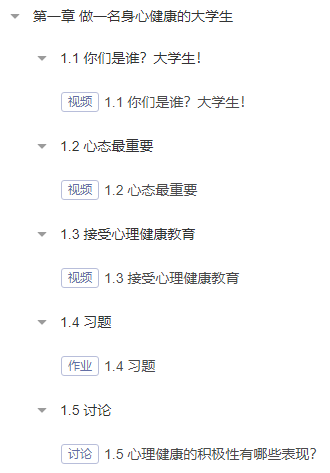 第一章 做一名身心健康的大学生
1.1 你们是谁？大学生！
视频 1.1 你们是谁？大学生！
1.2 心态最重要
视频 1.2 心态最重要
1.3 接受心理健康教育
视频 1.3 接受心理健康教育
1.4 习题
作业 1.4 习题
1.5 讨论
讨论 1.5 心理健康的积极性有哪些表现？